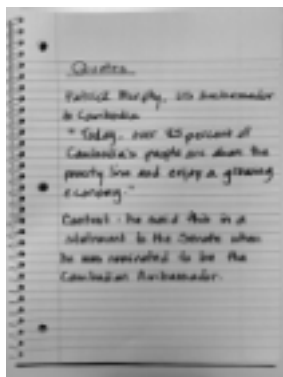 Quotes
Patrick Murphy, US Ambassador
to Cambodia
"Today, over 85 percent of
Cambodia's people are above the
poverty line and enjoy a growing
economy."
Context - he said this in a
statement to the Senate when
he was nominated to be the
Cambodian Ambassador.